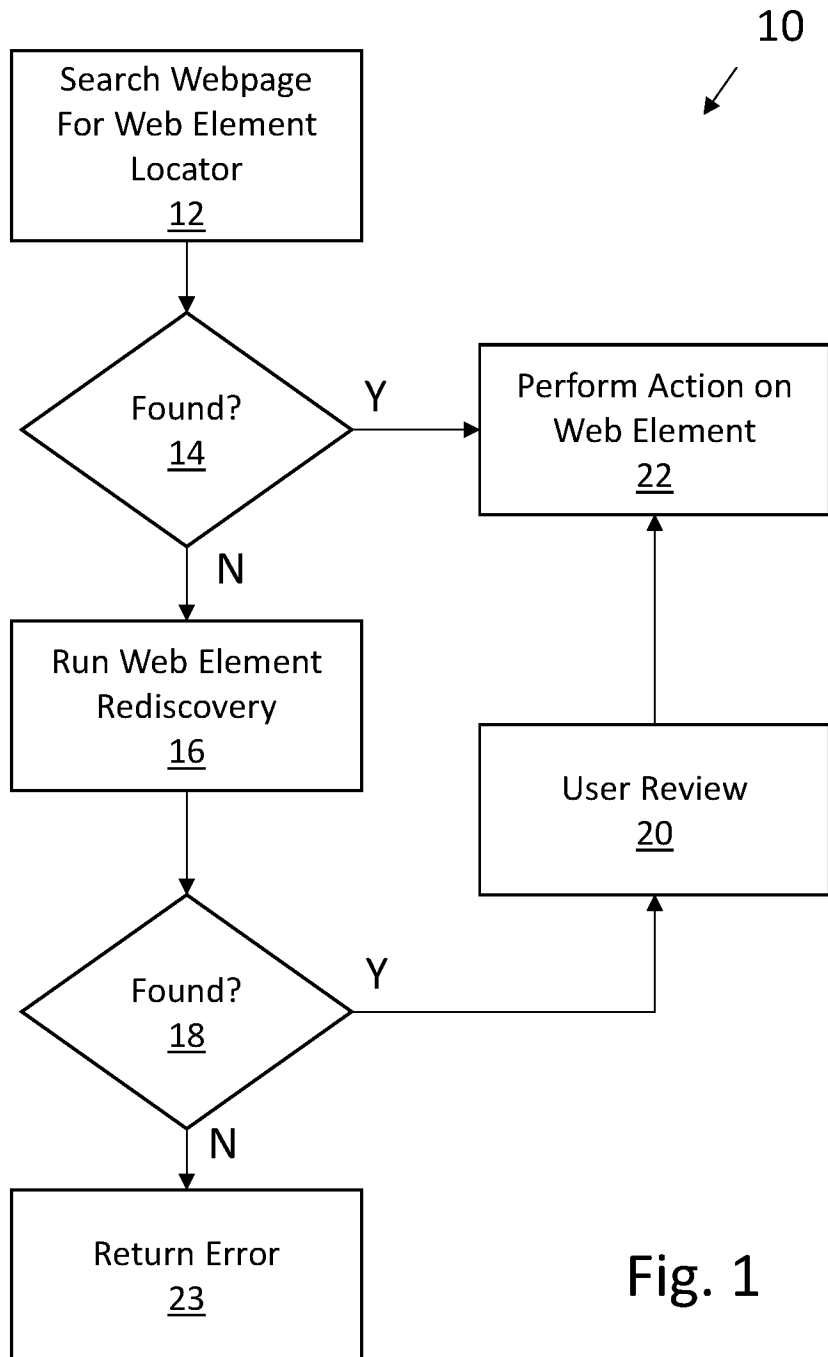 10
Search Webpage
For Web Element
Locator
12
Found?
14
Y
N
Perform Action on
Web Element
22
Run Web Element
Rediscovery
16
User Review
20
Found?
18
Y
N
Return Error
23
Fig. 1